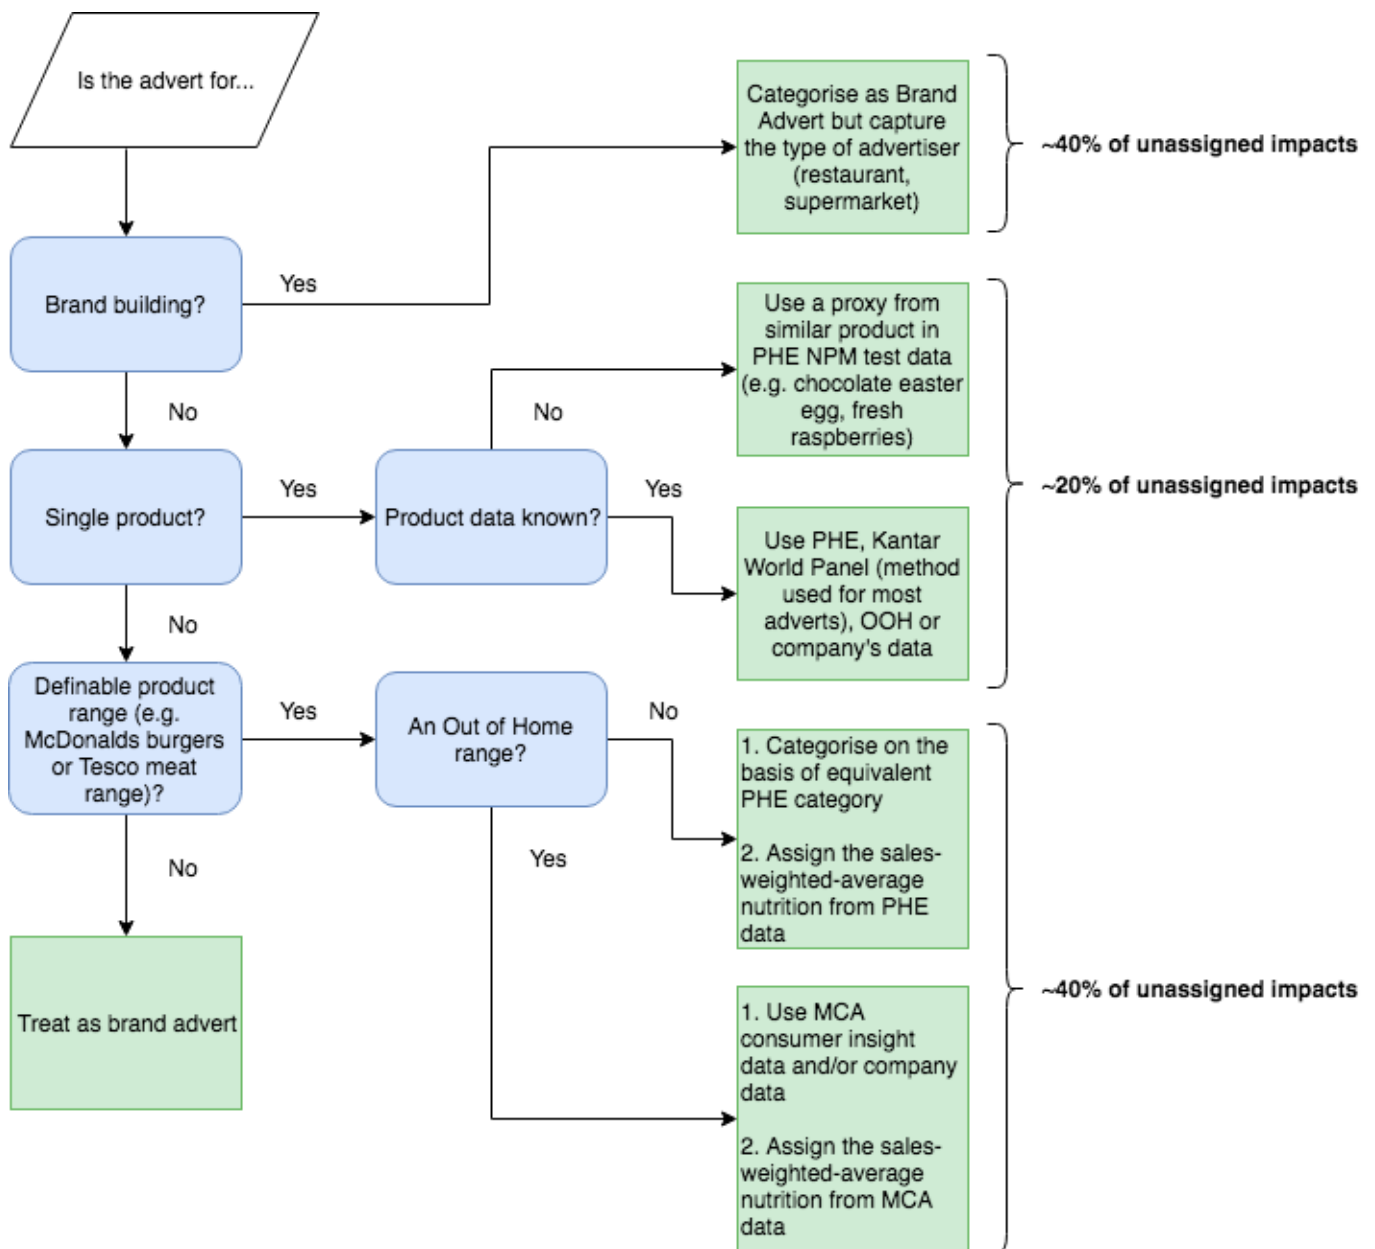 Is the advert for...
Categorise as Brand
Advert but capture
the type of advertiser
(restaurant,
supermarket)
~40% of unassigned impacts
Brand building?
Yes
No
Use a proxy from
similar product in
PHE NPM test data
(e.g. chocolate easter
egg, fresh
raspberries)
~20% of unassigned impacts
Single product?
Yes
Product data known?
No
Yes
Use PHE, Kantar
World Panel (method
used for most
adverts), OOH or
company's data
No
Definable product
range (e.g.
McDonalds burgers
or Tesco meat
range)?
Yes
An Out of Home
range?
No
1. Categorise on the
basis of equivalent
PHE category
2. Assign the sales-
weighted-average
nutrition from PHE
data
~40% of unassigned impacts
Yes
No
Treat as brand advert
1. Use MCA
consumer insight
data and/or company
data
2. Assign the sales-
weighted-average
nutrition from MCA
data